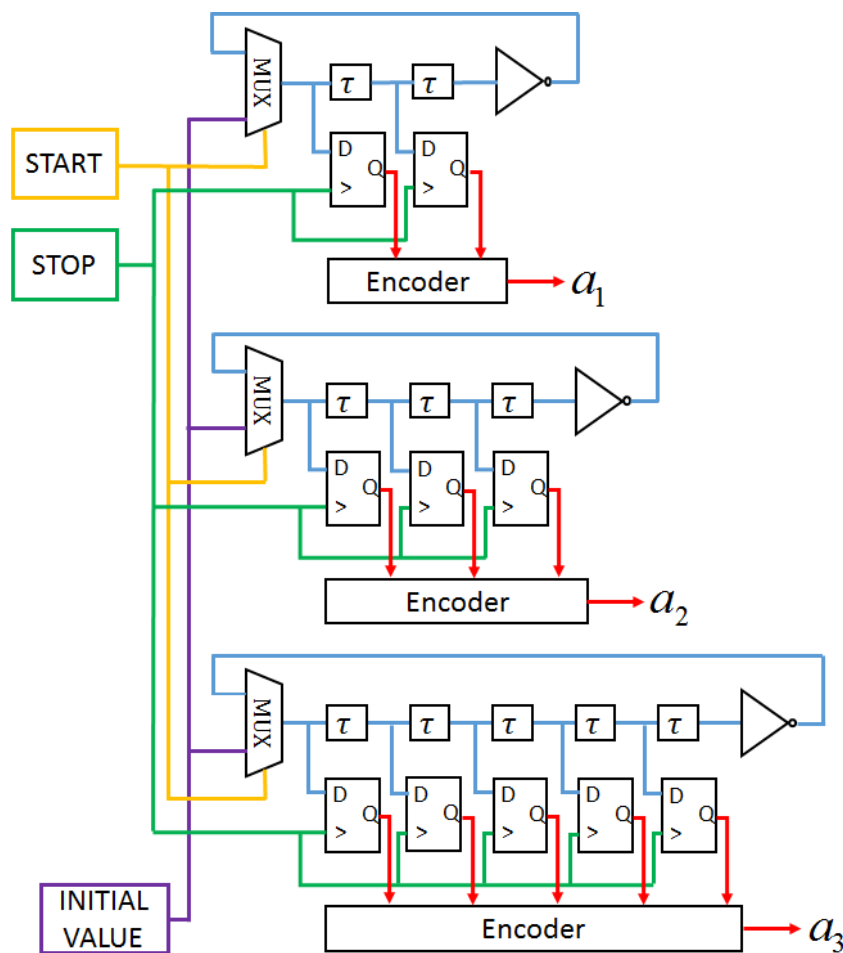 MUX
τ
τ
D
Q
>
D
Q
>
START
STOP
Encoder
a₁
MUX
τ
τ
τ
D
Q
>
D
Q
>
D
Q
>
Encoder
a₂
MUX
τ
τ
τ
τ
τ
D
Q
>
D
Q
>
D
Q
>
D
Q
>
D
Q
>
INITIAL
VALUE
Encoder
a₃